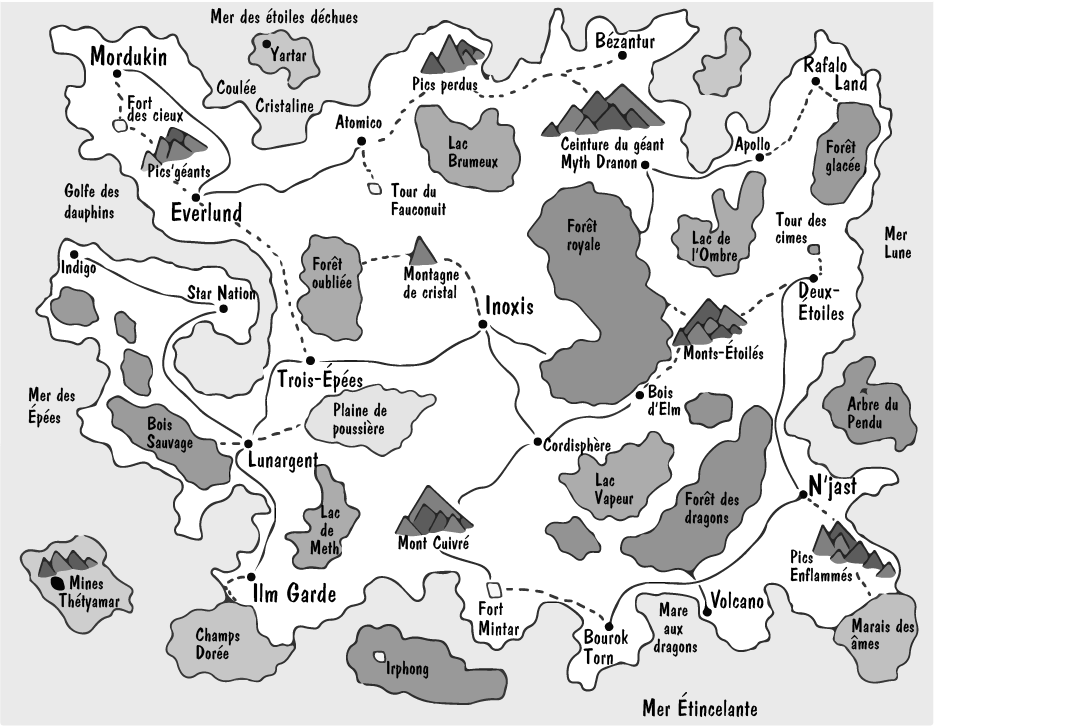 Mer des étoiles déchues
Mordukin
Yartar
Bézantur
Rafalo
Land
Pics perdus
Coulée
Cristaline
Fort
des cieux
Atomico
Lac
Brumeux
Ceinture du géant
Myth Dranon
Apollo
Forêt
glacée
Pics'géants
Golfe des
dauphins
Everlund
Tour du
Fauconuit
Forêt
royale
Lac de
l'Ombre
Tour des
cimes
Mer
Lune
Indigo
Star Nation
Forêt
oubliée
Montagne
de cristal
Inoxis
Deux-
Étoiles
Monts-Étoilés
Trois-Épées
Mer des
Épées
Bois
Sauvage
Plaine de
poussière
Bois
d'Elm
Arbre du
Pendu
Lunargent
Cordisphère
Lac
Vapeur
Forêt des
dragons
N'jast
Lac
de
Meth
Mont Cuivré
Pics
Enflammés
Mines
Thétyamar
Ilm Garde
Fort
Mintar
Bourok
Torn
Mare
aux
dragons
Volcano
Marais des
âmes
Champs
Dorée
Irphong
Mer Étincelante